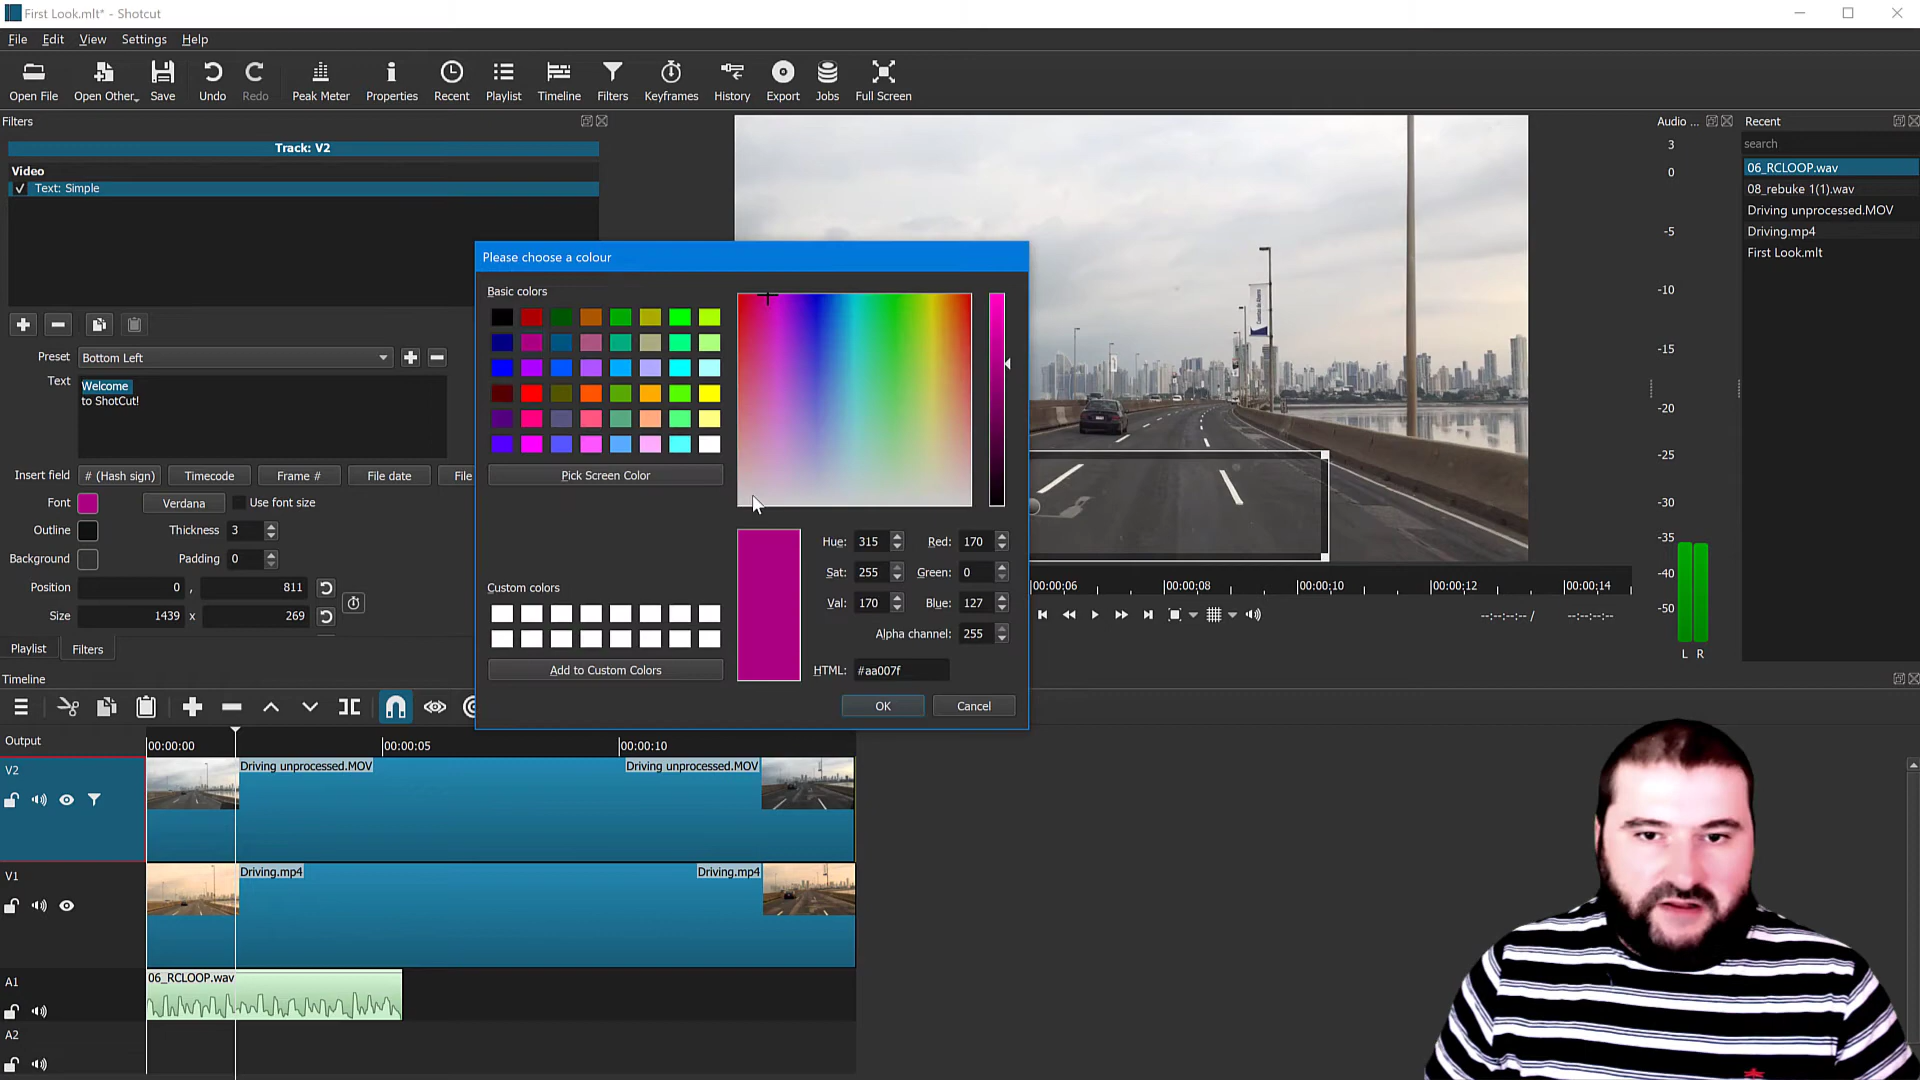 First Look.mlt* - Shotcut
File Edit View Settings Help
Open File Open Other... Save Undo Redo Peak Meter Properties Recent Playlist Timeline Filters Keyframes History Export Jobs Full Screen
Filters
Track: V2
Video
✓ Text: Simple
Preset Bottom Left
Text Welcome
to ShotCut!
Insert field # (Hash sign) Timecode Frame # File date File
Font Verdana Use font size
Outline Thickness 3
Background Padding 0
Position 0 , 811
Size 1439 x 269
Playlist Filters
Please choose a colour
Basic colors
Pick Screen Color
Custom colors
Add to Custom Colors
Hue: 315 Red: 170
Sat: 255 Green: 0
Val: 170 Blue: 127
Alpha channel: 255
HTML: #aa007f
OK Cancel
00:00:06 00:00:08 00:00:10 00:00:12 00:00:14
--:--:--:-- / --:--:--:--
Audio ...
3
0
-5
-10
-15
-20
-25
-30
-35
-40
-50
L R
Recent
search
06_RCLOOP.wav
08_rebuke 1(1).wav
Driving unprocessed.MOV
Driving.mp4
First Look.mlt
Timeline
Output 00:00:00 00:00:05 00:00:10
V2 Driving unprocessed.MOV Driving unprocessed.MOV
V1 Driving.mp4 Driving.mp4
A1 06_RCLOOP.wav
A2